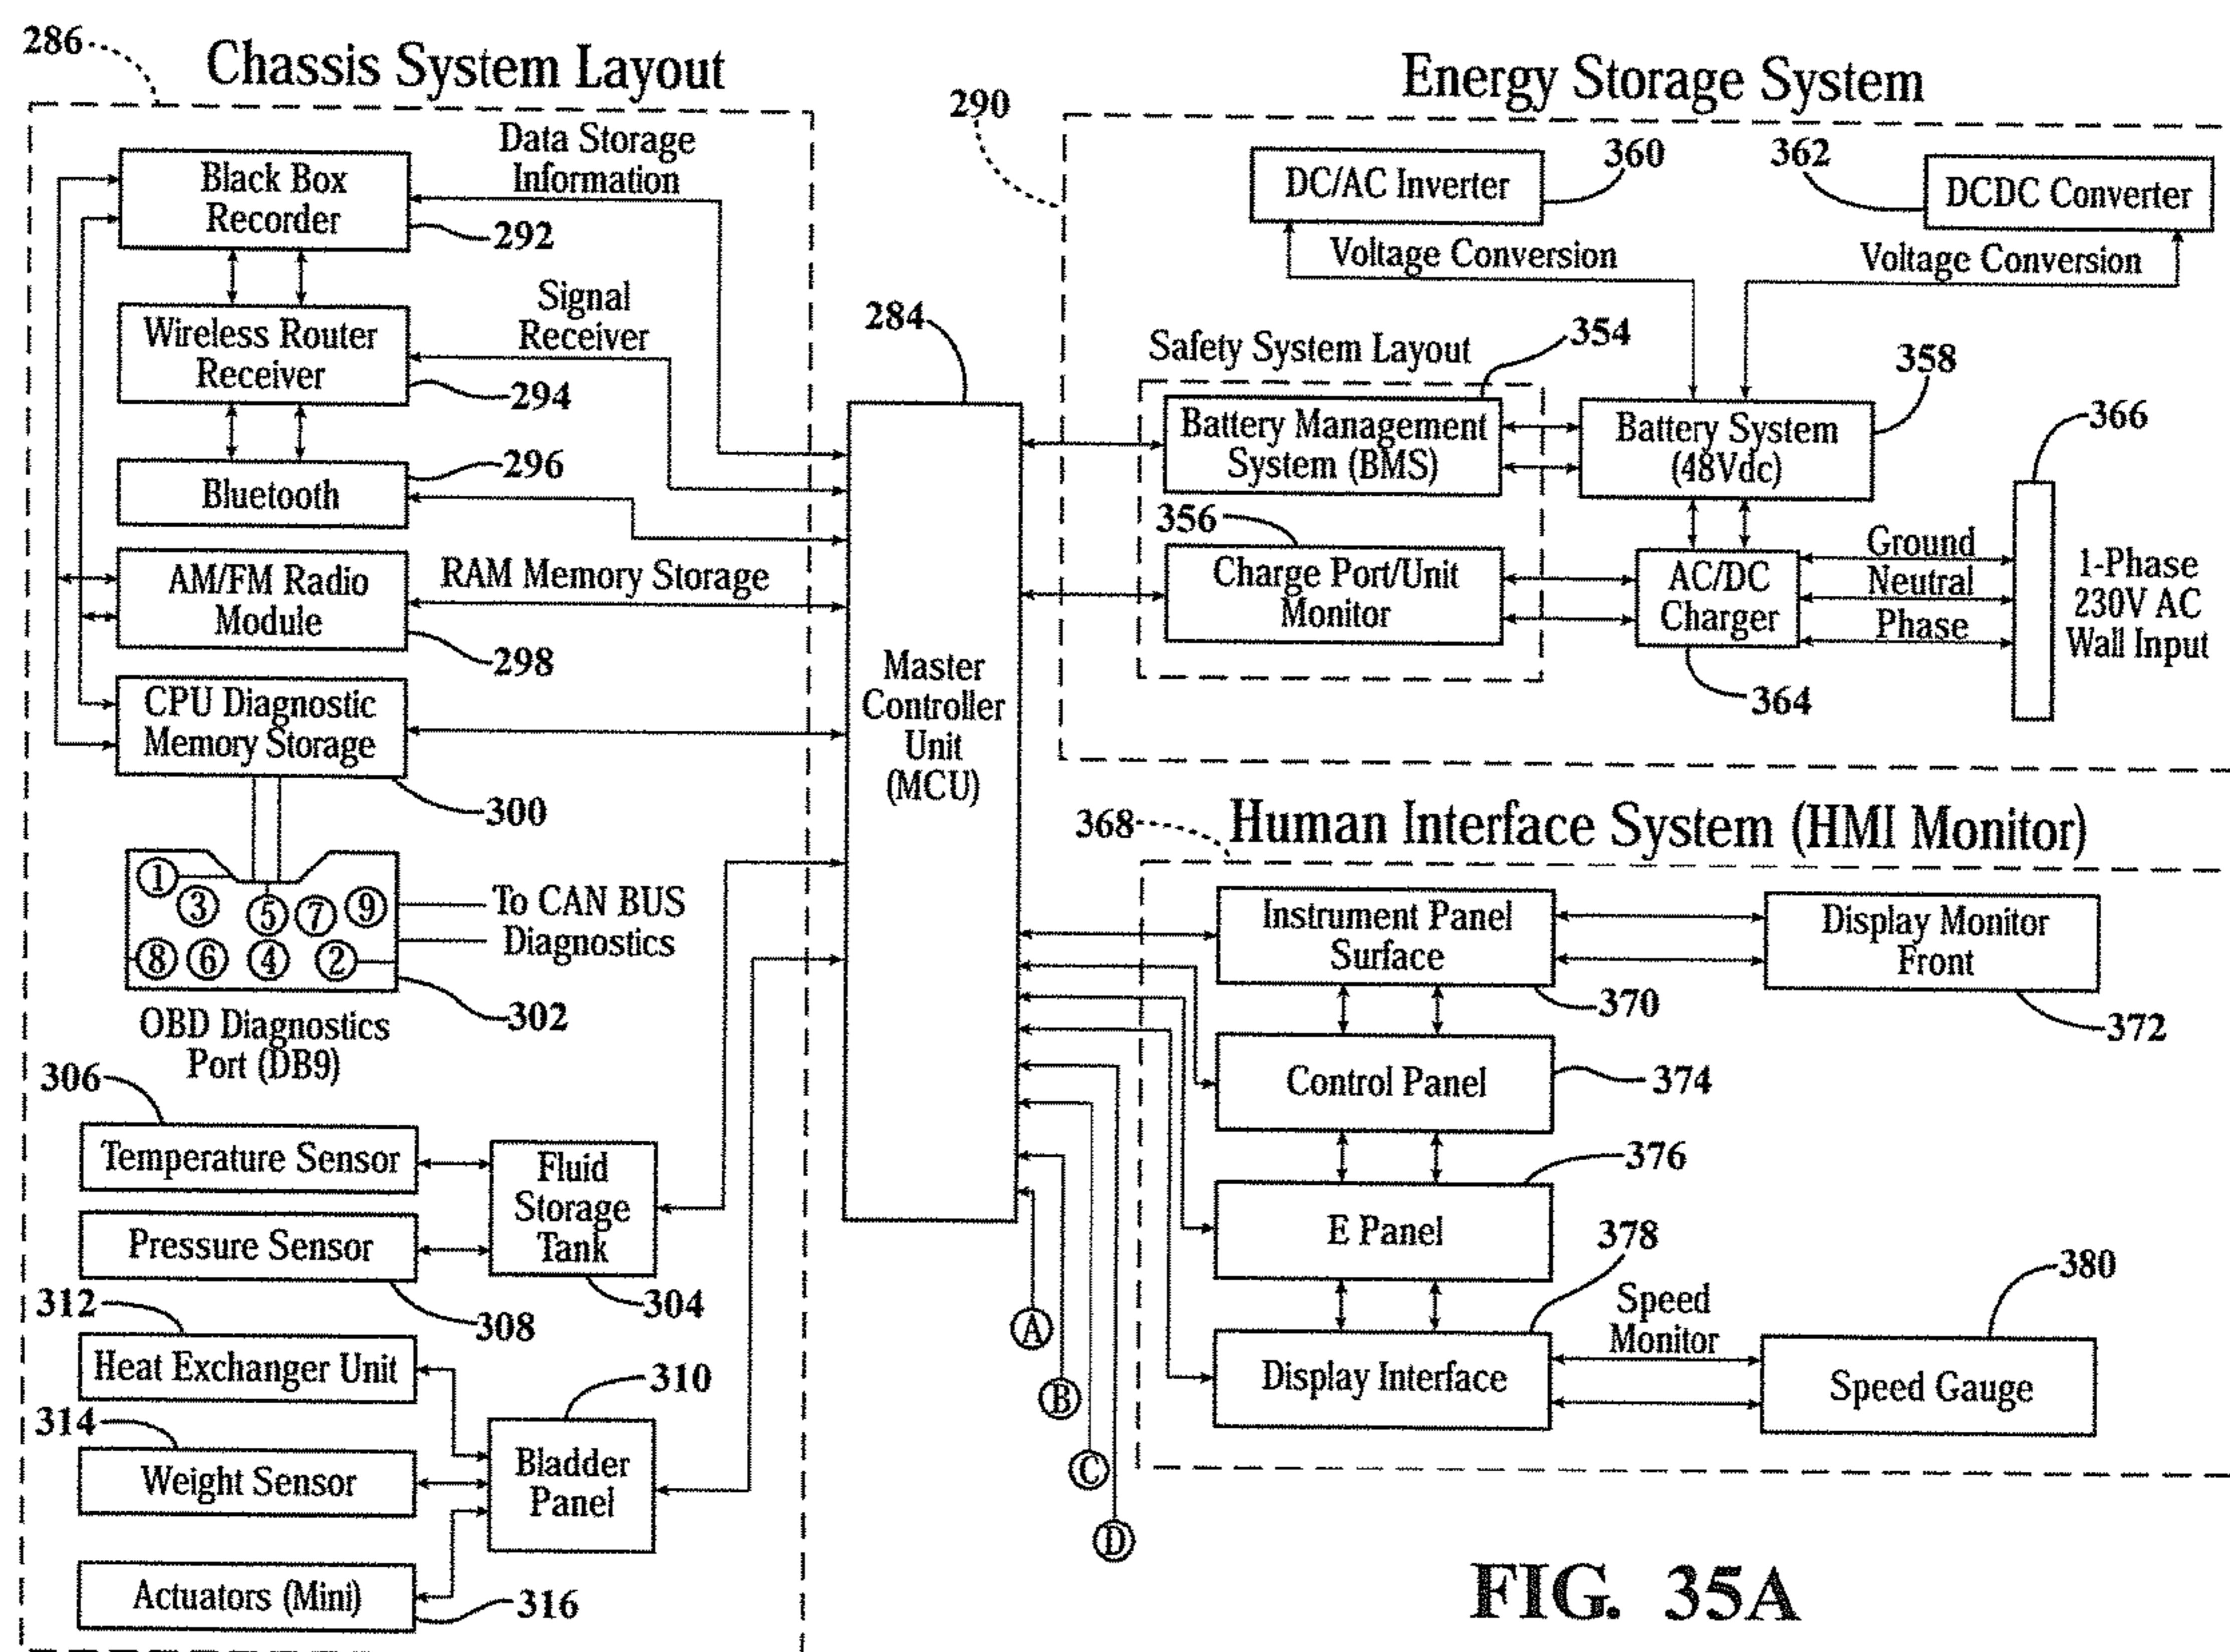 286
Chassis System Layout
Data Storage
Information
Black Box
Recorder
292
Signal
Receiver
Wireless Router
Receiver
294
296
Bluetooth
AM/FM Radio
Module
RAM Memory Storage
298
CPU Diagnostic
Memory Storage
300
1
3
5
7
9
8
6
4
2
To CAN BUS
Diagnostics
302
OBD Diagnostics
Port (DB9)
306
Temperature Sensor
Pressure Sensor
308
Fluid
Storage
Tank
304
312
Heat Exchanger Unit
314
Weight Sensor
310
Bladder
Panel
Actuators (Mini)
316
284
Master
Controller
Unit
(MCU)
A
B
C
D
Energy Storage System
290
DC/AC Inverter
360
362
DCDC Converter
Voltage Conversion
Voltage Conversion
Safety System Layout
354
358
Battery Management
System (BMS)
Battery System
(48Vdc)
366
356
Charge Port/Unit
Monitor
AC/DC
Charger
Ground
Neutral
Phase
1-Phase
230V AC
Wall Input
364
368
Human Interface System (HMI Monitor)
Instrument Panel
Surface
370
Display Monitor
Front
372
Control Panel
374
376
E Panel
378
Display Interface
Speed
Monitor
380
Speed Gauge
FIG. 35A